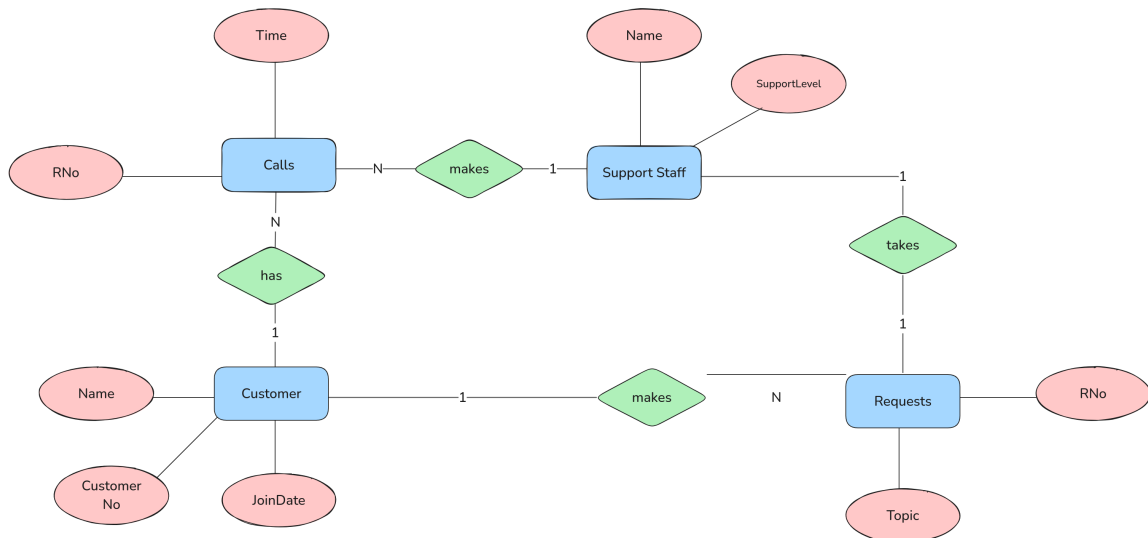 Time
Name
SupportLevel
RNo
Calls
N
makes
1
Support Staff
1
N
has
takes
1
1
Name
Customer
1
makes
N
Requests
RNo
Customer
No
JoinDate
Topic